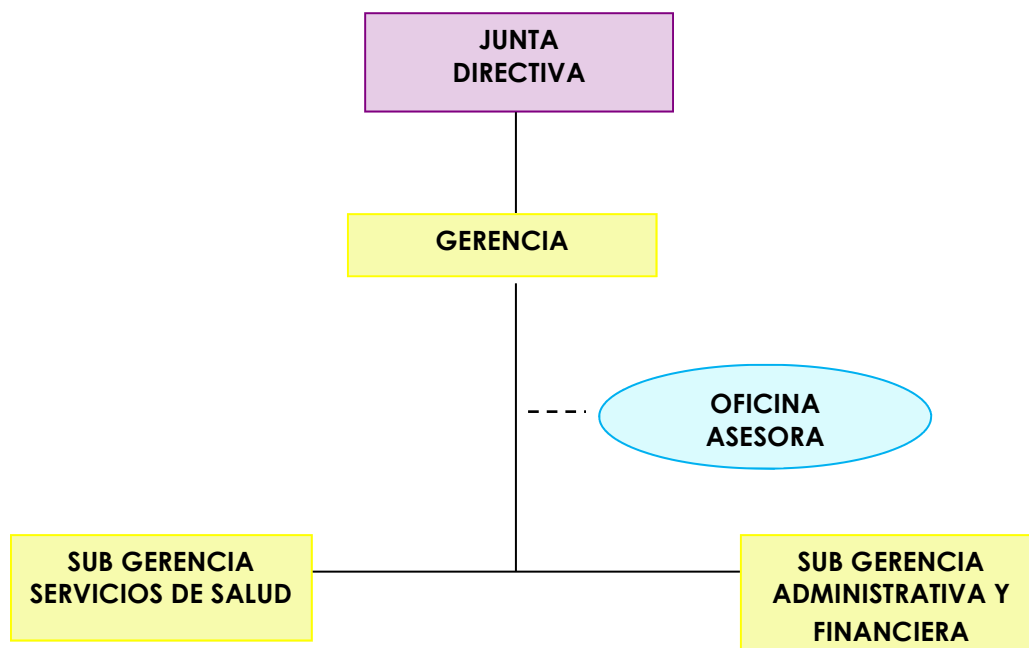 JUNTA
DIRECTIVA
GERENCIA
OFICINA
ASESORA
SUB GERENCIA
SERVICIOS DE SALUD
SUB GERENCIA
ADMINISTRATIVA Y
FINANCIERA